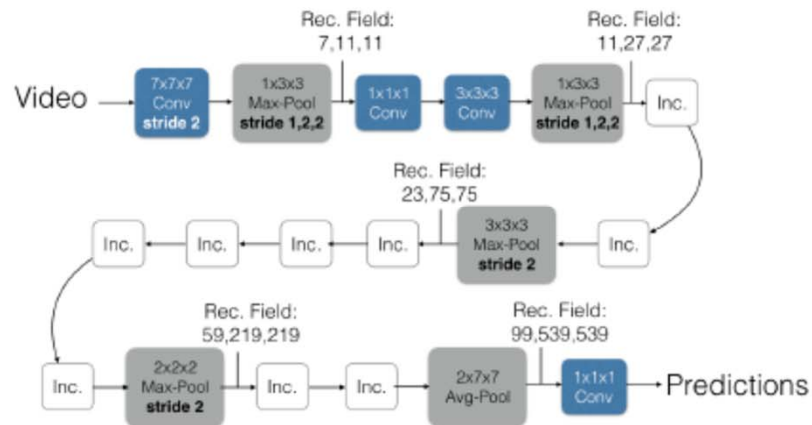 Rec. Field:
7,11,11
Rec. Field:
11,27,27
Video
7x7x7
Conv
stride 2
1x3x3
Max-Pool
stride 1,2,2
1x1x1
Conv
3x3x3
Conv
1x3x3
Max-Pool
stride 1,2,2
Inc.
Rec. Field:
23,75,75
Inc.
Inc.
Inc.
Inc.
3x3x3
Max-Pool
stride 2
Inc.
Rec. Field:
59,219,219
Rec. Field:
99,539,539
Inc.
2x2x2
Max-Pool
stride 2
Inc.
Inc.
2x7x7
Avg-Pool
1x1x1
Conv
Predictions